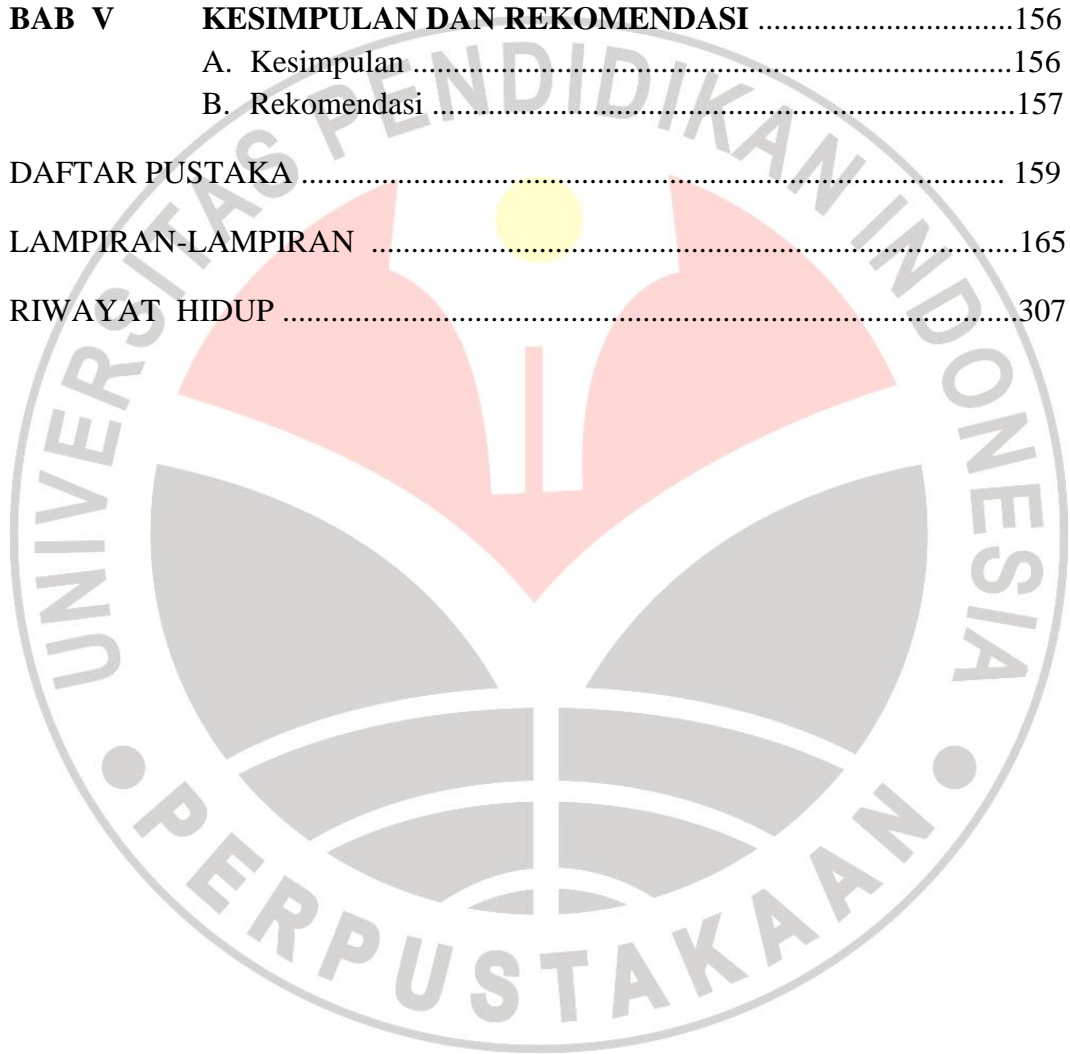 BAB V KESIMPULAN DAN REKOMENDASI ..................................156
A. Kesimpulan ..........................................................................156
B. Rekomendasi ........................................................................157
DAFTAR PUSTAKA ........................................................................................ 159
LAMPIRAN-LAMPIRAN ................................................................................165
RIWAYAT HIDUP ...........................................................................................307
UNIVERSITAS PENDIDIKAN INDONESIA
PERPUSTAKAAN